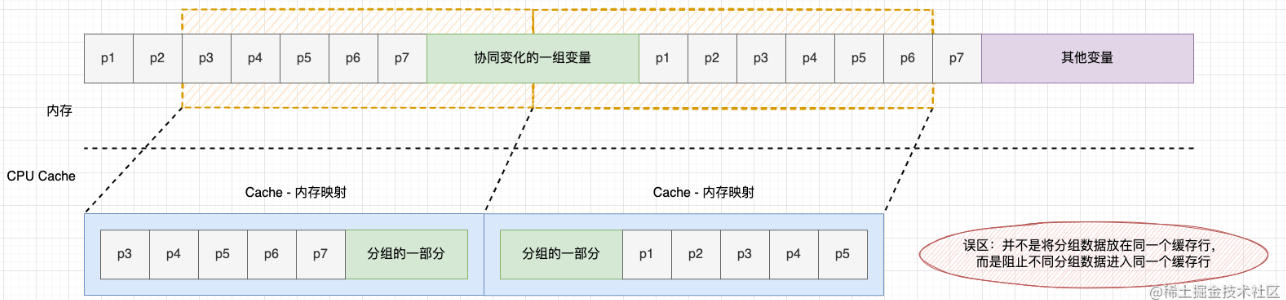 p1 p2 p3 p4 p5 p6 p7 协同变化的一组变量 p1 p2 p3 p4 p5 p6 p7 其他变量
内存
CPU Cache
Cache - 内存映射 Cache - 内存映射
p3 p4 p5 p6 p7 分组的一部分 分组的一部分 p1 p2 p3 p4 p5
误区：并不是将分组数据放在同一个缓存行，
而是阻止不同分组数据进入同一个缓存行
@稀土掘金技术社区